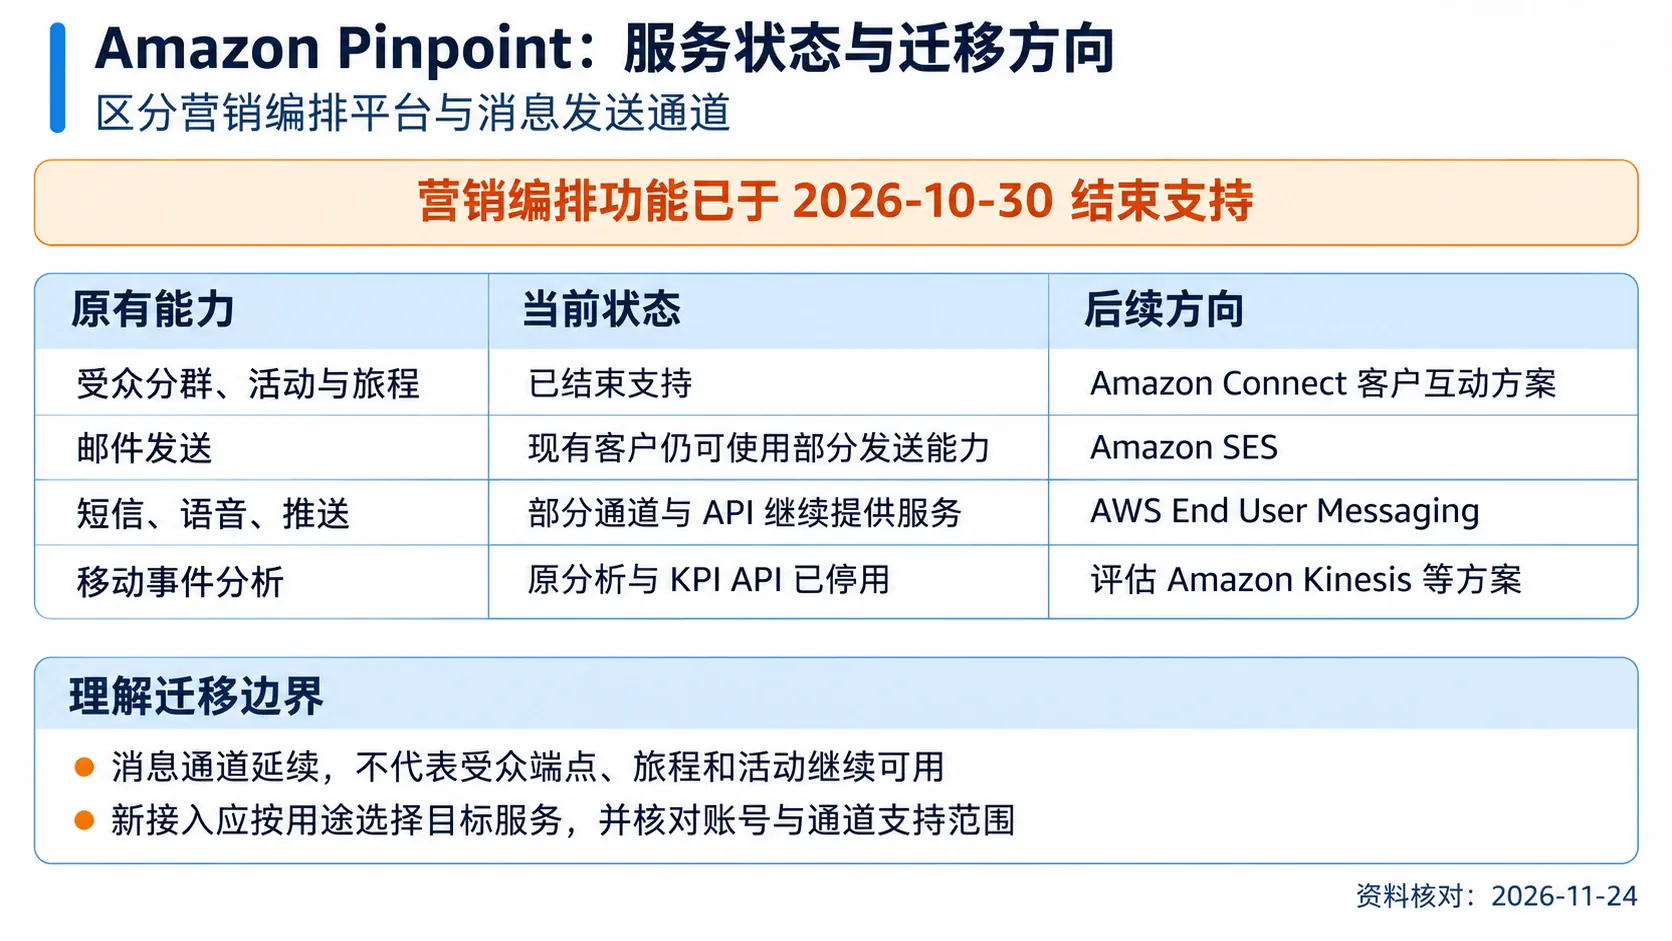 Amazon Pinpoint：服务状态与迁移方向
区分营销编排平台与消息发送通道
营销编排功能已于 2026-10-30 结束支持
原有能力
当前状态
后续方向
受众分群、活动与旅程
已结束支持
Amazon Connect 客户互动方案
邮件发送
现有客户仍可使用部分发送能力
Amazon SES
短信、语音、推送
部分通道与 API 继续提供服务
AWS End User Messaging
移动事件分析
原分析与 KPI API 已停用
评估 Amazon Kinesis 等方案
理解迁移边界
消息通道延续，不代表受众端点、旅程和活动继续可用
新接入应按用途选择目标服务，并核对账号与通道支持范围
资料核对：2026-11-24